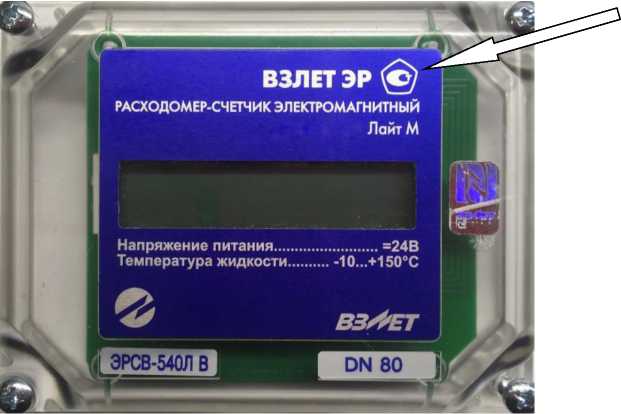 ВЗЛЕТ ЭР
РАСХОДОМЕР-СЧЕТЧИК ЭЛЕКТРОМАГНИТНЫЙ
Лайт М
Напряжение питания.......................... =24В
Температура жидкости.......... -10...+150°С
ВЗЛЕТ
ЭРСВ-540Л В
DN 80